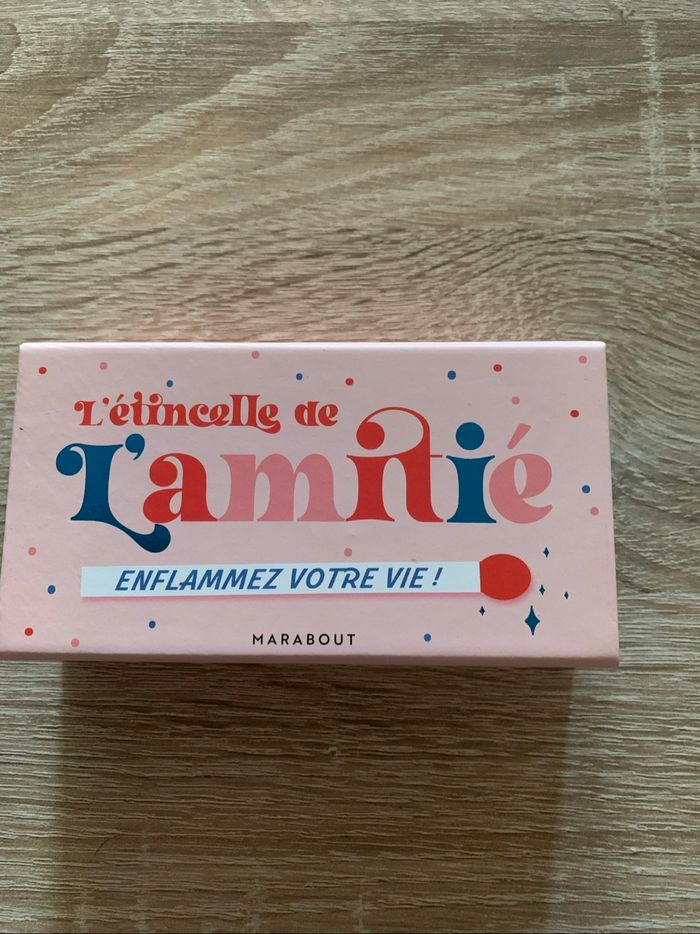 L'étincelle de
L'amitié
ENFLAMMEZ VOTRE VIE !
MARABOUT